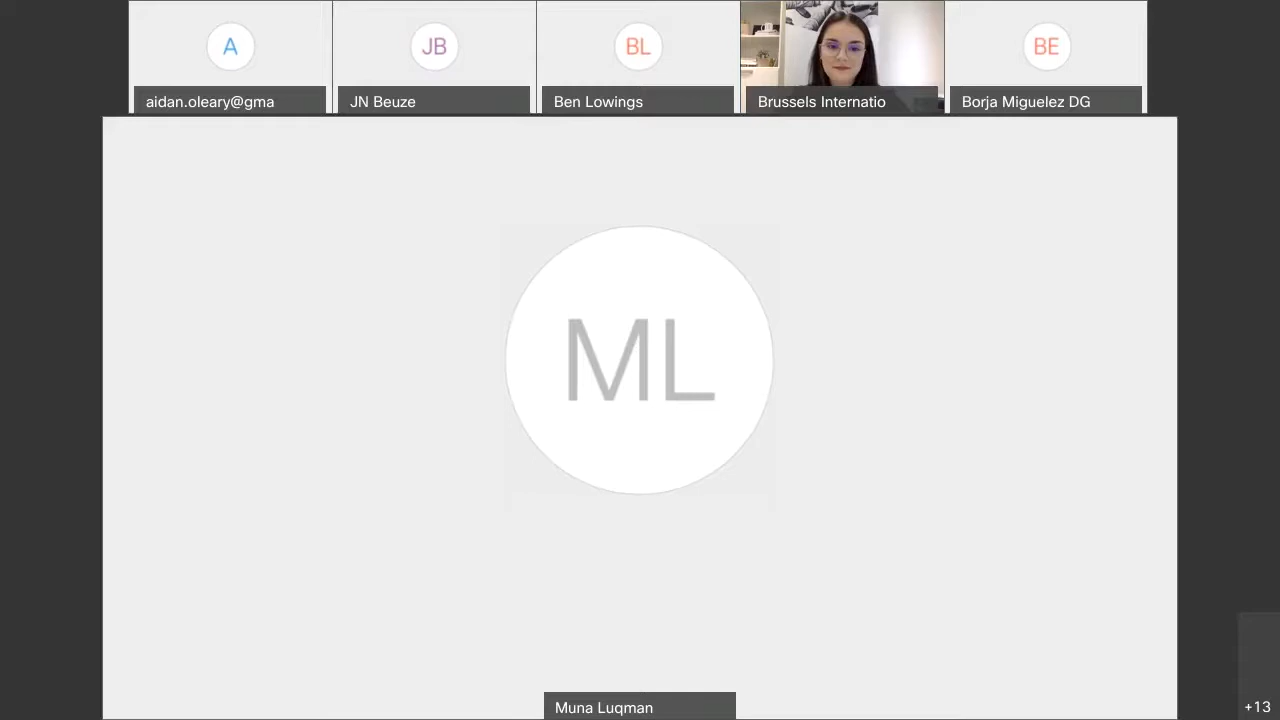 A
JB
BL
BE
aidan.oleary@gma
JN Beuze
Ben Lowings
Brussels Internatio
Borja Miguelez DG
ML
Muna Luqman
+13